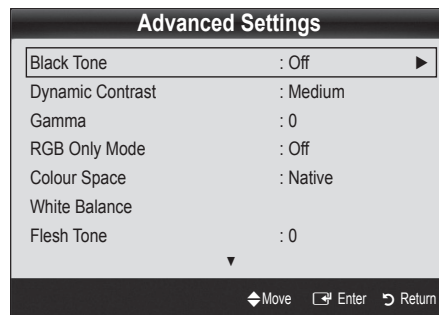 Advanced Settings
Black Tone : Off ►
Dynamic Contrast : Medium
Gamma : 0
RGB Only Mode : Off
Colour Space : Native
White Balance
Flesh Tone : 0
▼
Move Enter Return